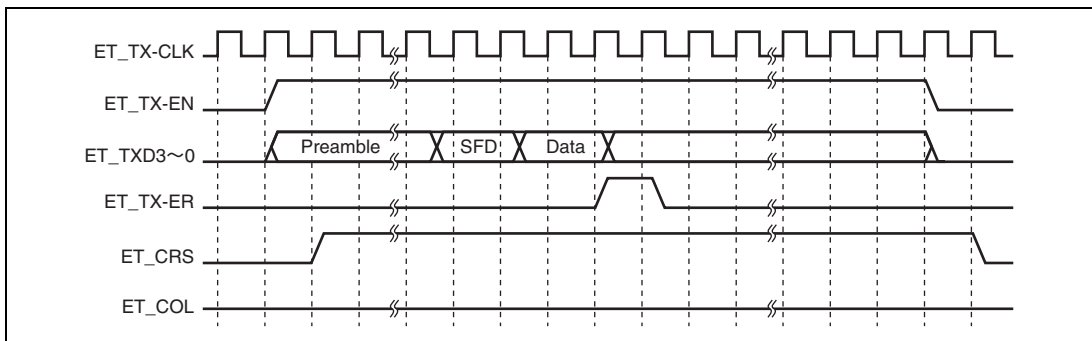 ET_TX-CLK
ET_TX-EN
ET_TXD3～0 Preamble SFD Data
ET_TX-ER
ET_CRS
ET_COL